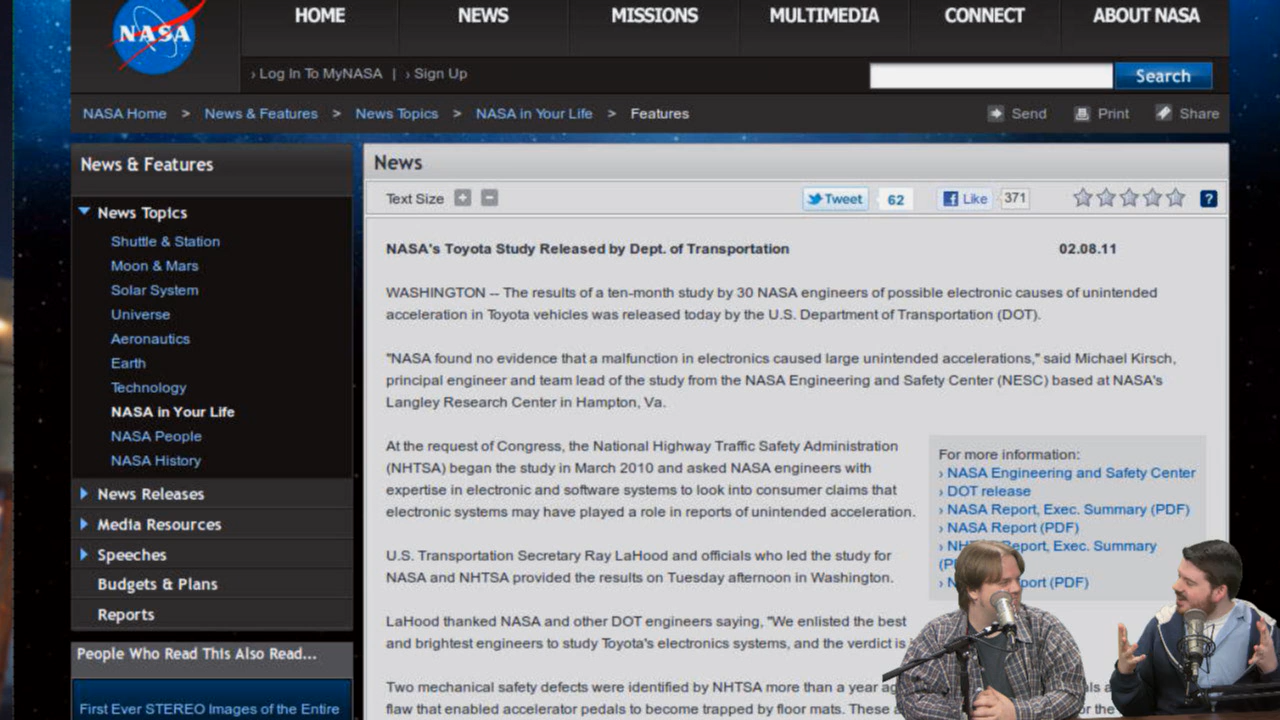 NASA
HOME
NEWS
MISSIONS
MULTIMEDIA
CONNECT
ABOUT NASA
› Log In To MyNASA | › Sign Up
Search
NASA Home > News & Features > News Topics > NASA in Your Life > Features
Send
Print
Share
News & Features
News Topics
Shuttle & Station
Moon & Mars
Solar System
Universe
Aeronautics
Earth
Technology
NASA in Your Life
NASA People
NASA History
News Releases
Media Resources
Speeches
Budgets & Plans
Reports
People Who Read This Also Read...
First Ever STEREO Images of the Entire
News
Text Size + -
Tweet 62
Like 371
?
NASA's Toyota Study Released by Dept. of Transportation 02.08.11
WASHINGTON -- The results of a ten-month study by 30 NASA engineers of possible electronic causes of unintended
acceleration in Toyota vehicles was released today by the U.S. Department of Transportation (DOT).
"NASA found no evidence that a malfunction in electronics caused large unintended accelerations," said Michael Kirsch,
principal engineer and team lead of the study from the NASA Engineering and Safety Center (NESC) based at NASA's
Langley Research Center in Hampton, Va.
At the request of Congress, the National Highway Traffic Safety Administration
(NHTSA) began the study in March 2010 and asked NASA engineers with
expertise in electronic and software systems to look into consumer claims that
electronic systems may have played a role in reports of unintended acceleration.
U.S. Transportation Secretary Ray LaHood and officials who led the study for
NASA and NHTSA provided the results on Tuesday afternoon in Washington.
LaHood thanked NASA and other DOT engineers saying, "We enlisted the best
and brightest engineers to study Toyota's electronics systems, and the verdict is
Two mechanical safety defects were identified by NHTSA more than a year
flaw that enabled accelerator pedals to become trapped by floor mats. These
or the
For more information:
› NASA Engineering and Safety Center
› DOT release
› NASA Report, Exec. Summary (PDF)
› NASA Report (PDF)
› Report, Exec. Summary
(PDF)